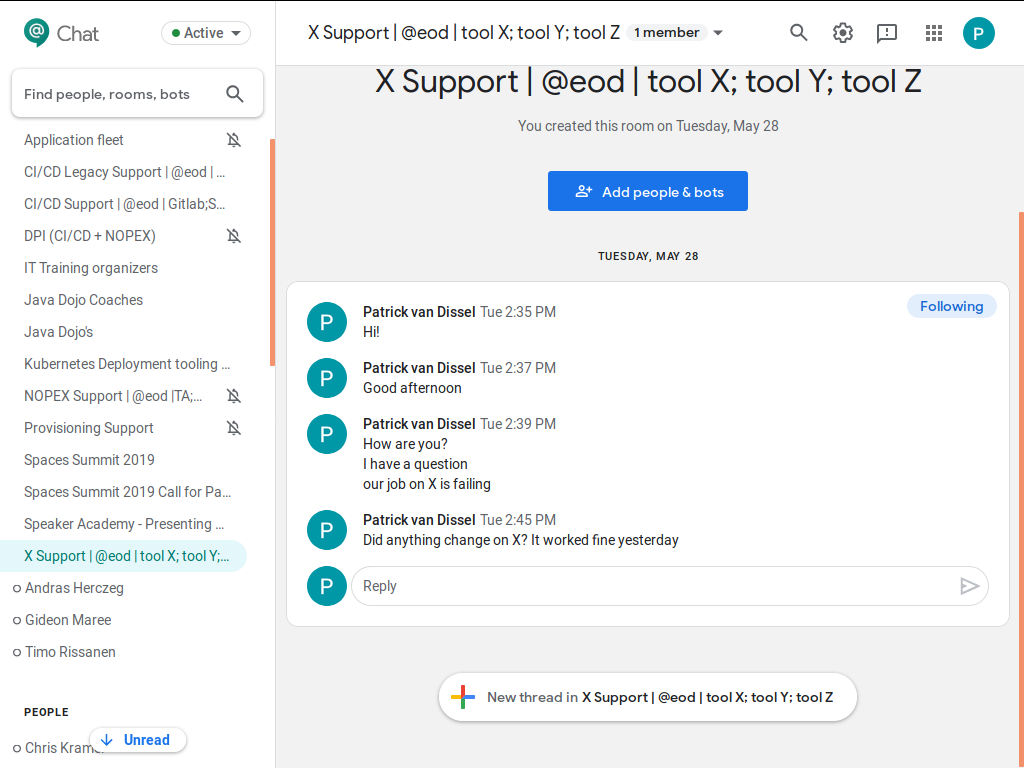 Chat
Active
X Support | @eod | tool X; tool Y; tool Z
1 member
P
Find people, rooms, bots
Application fleet
CI/CD Legacy Support | @eod | ...
CI/CD Support | @eod | Gitlab;S...
DPI (CI/CD + NOPEX)
IT Training organizers
Java Dojo Coaches
Java Dojo's
Kubernetes Deployment tooling ...
NOPEX Support | @eod |TA;...
Provisioning Support
Spaces Summit 2019
Spaces Summit 2019 Call for Pa...
Speaker Academy - Presenting ...
X Support | @eod | tool X; tool Y;...
Andras Herczeg
Gideon Maree
Timo Rissanen
PEOPLE
Chris
Unread
X Support | @eod | tool X; tool Y; tool Z
You created this room on Tuesday, May 28
Add people & bots
TUESDAY, MAY 28
Following
P
Patrick van Dissel Tue 2:35 PM
Hi!
P
Patrick van Dissel Tue 2:37 PM
Good afternoon
P
Patrick van Dissel Tue 2:39 PM
How are you?
I have a question
our job on X is failing
P
Patrick van Dissel Tue 2:45 PM
Did anything change on X? It worked fine yesterday
P
Reply
New thread in X Support | @eod | tool X; tool Y; tool Z